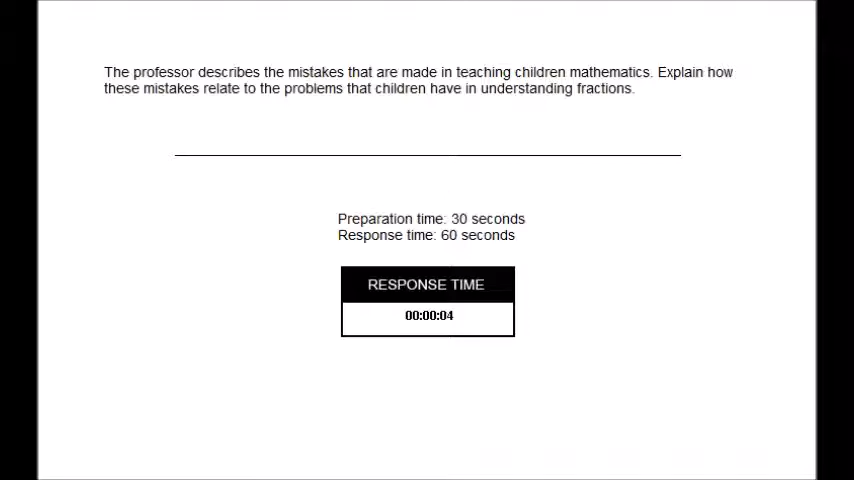 The professor describes the mistakes that are made in teaching children mathematics. Explain how
these mistakes relate to the problems that children have in understanding fractions.
Preparation time: 30 seconds
Response time: 60 seconds
RESPONSE TIME
00:00:04